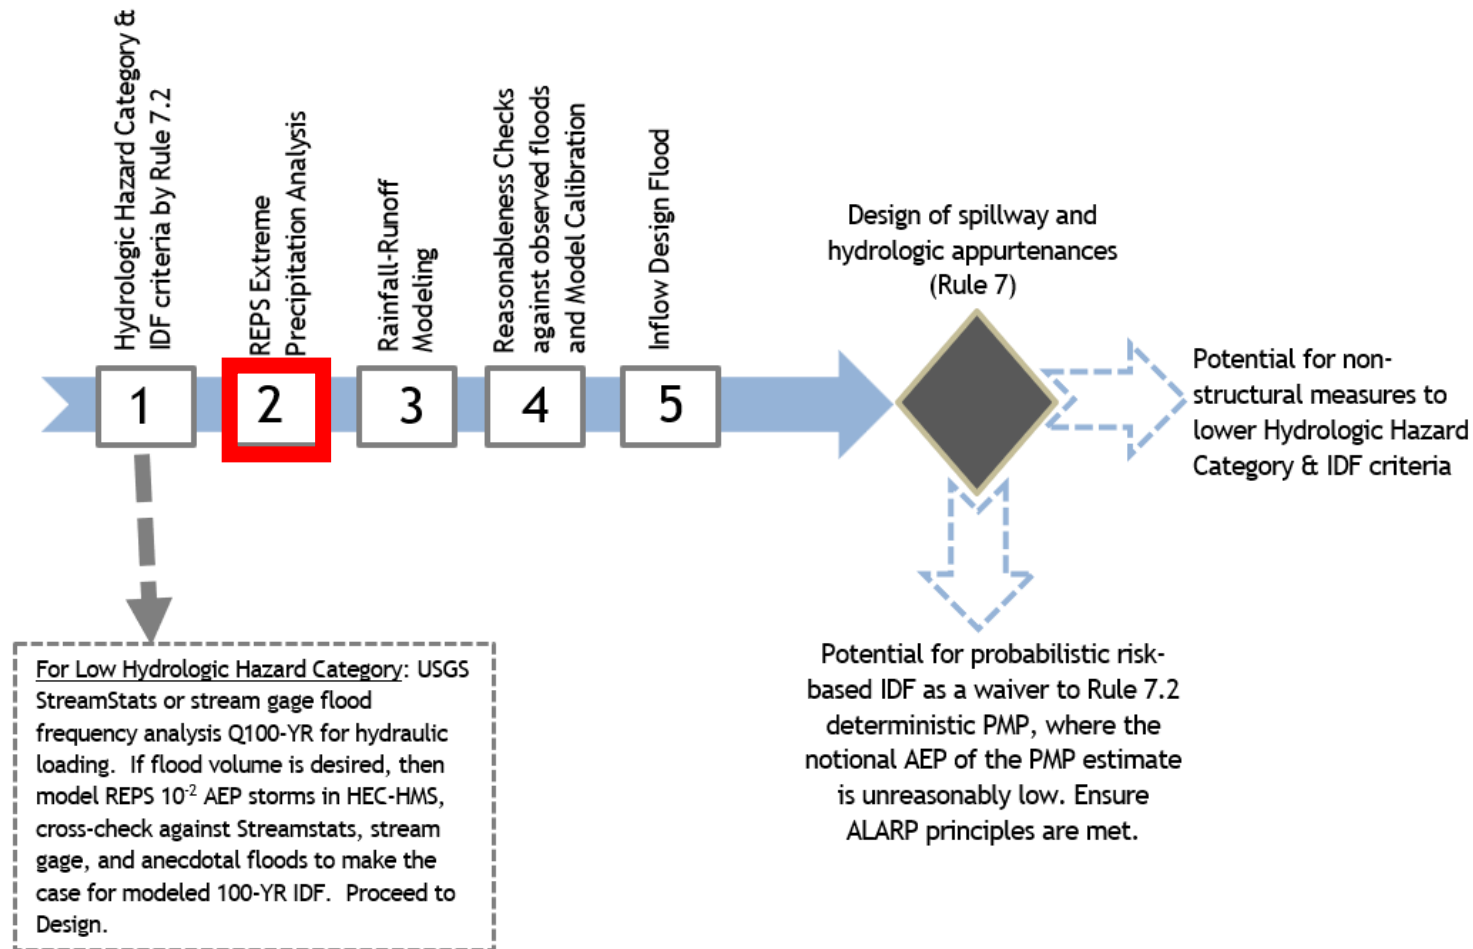 Hydrologic Hazard Category &
IDF criteria by Rule 7.2
REPS Extreme
Precipitation Analysis
Rainfall-Runoff
Modeling
Reasonableness Checks
against observed floods
and Model Calibration
Inflow Design Flood
1
2
3
4
5
Design of spillway and
hydrologic appurtenances
(Rule 7)
Potential for non-
structural measures to
lower Hydrologic Hazard
Category & IDF criteria
For Low Hydrologic Hazard Category: USGS
StreamStats or stream gage flood
frequency analysis Q100-YR for hydraulic
loading.  If flood volume is desired, then
model REPS 10⁻² AEP storms in HEC-HMS,
cross-check against Streamstats, stream
gage, and anecdotal floods to make the
case for modeled 100-YR IDF.  Proceed to
Design.
Potential for probabilistic risk-
based IDF as a waiver to Rule 7.2
deterministic PMP, where the
notional AEP of the PMP estimate
is unreasonably low. Ensure
ALARP principles are met.